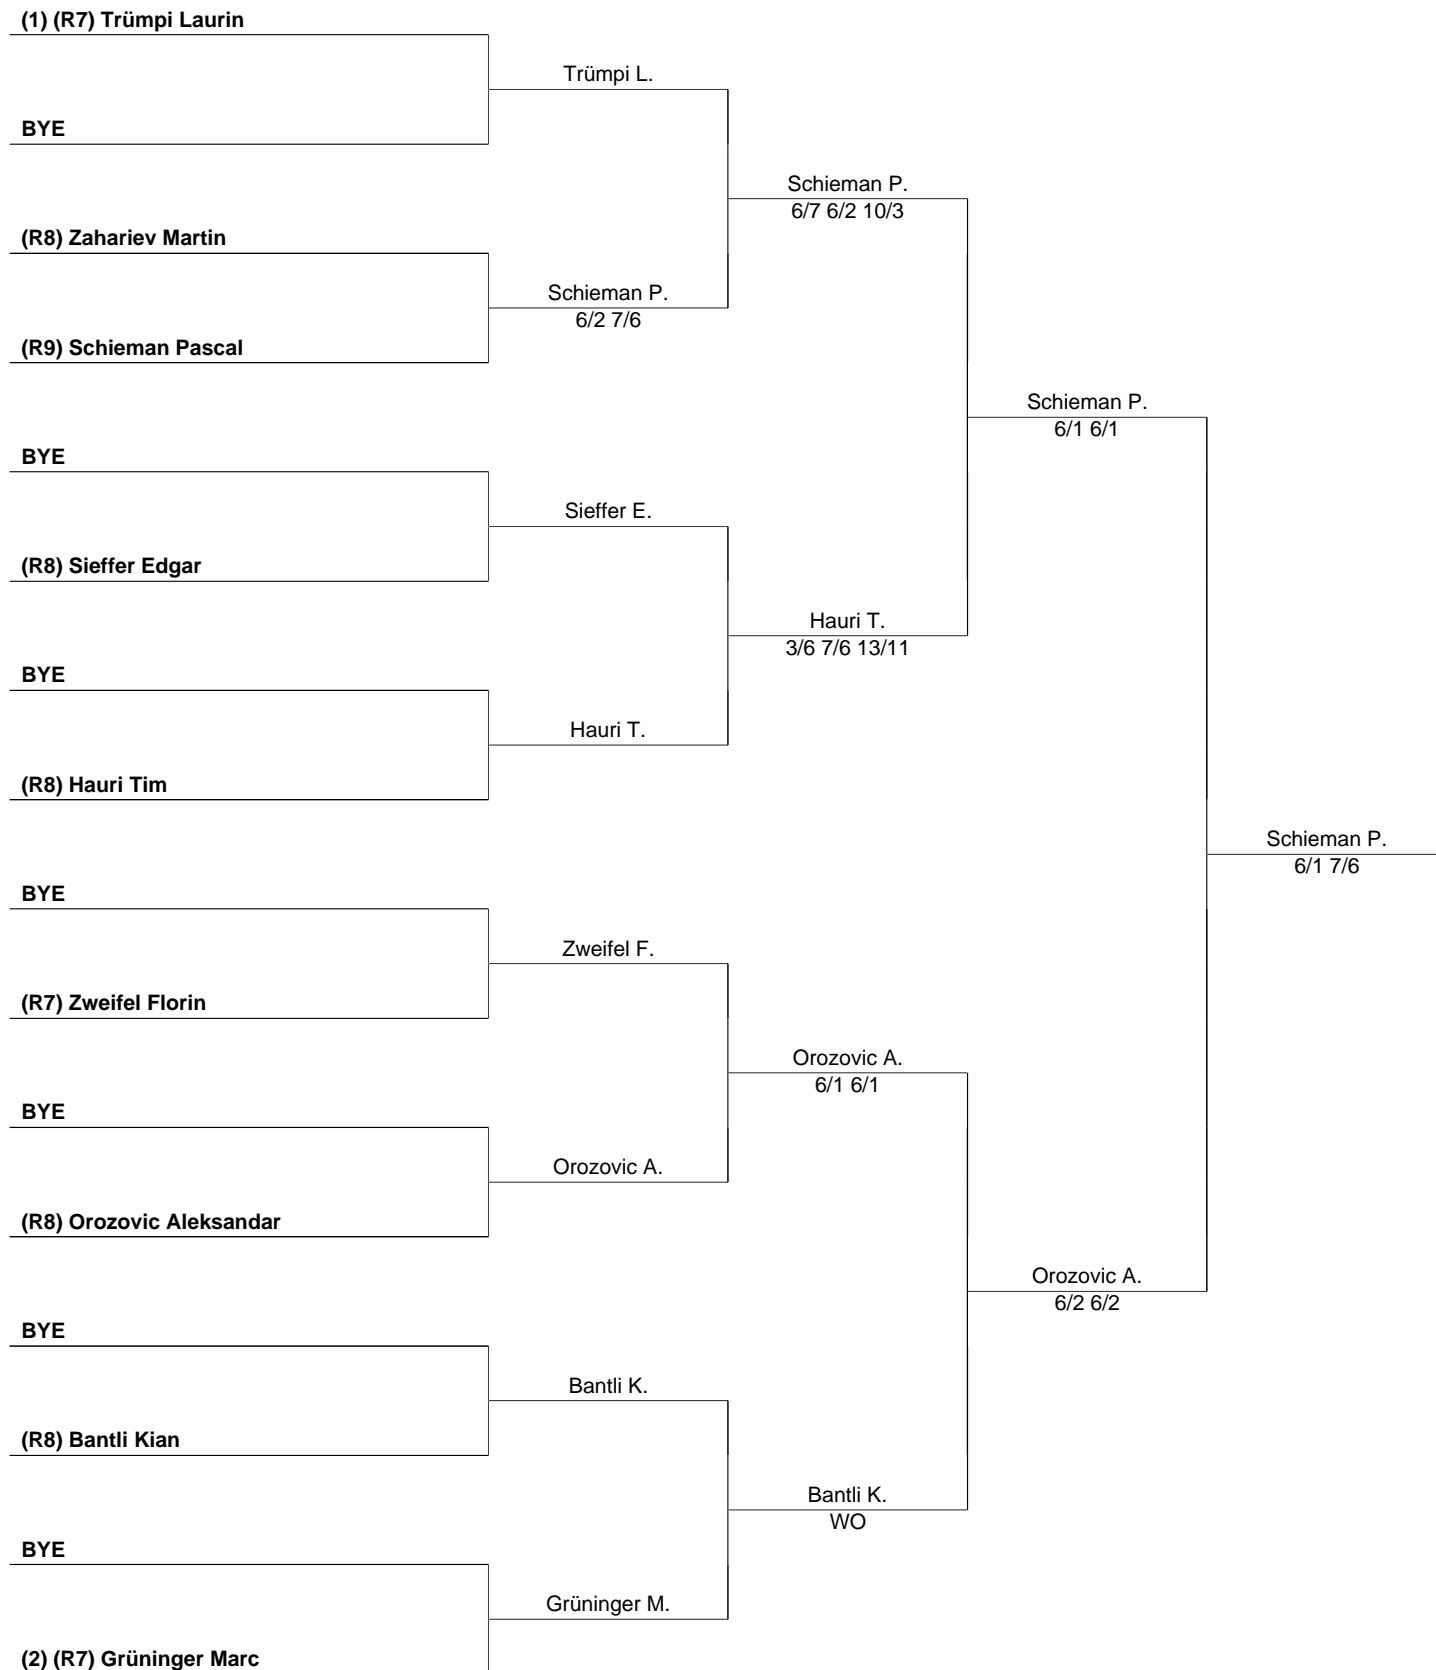 (1) (R7) Trümpi Laurin
Trümpi L.
BYE
Schieman P.
6/7 6/2 10/3
(R8) Zahariev Martin
Schieman P.
6/2 7/6
(R9) Schieman Pascal
Schieman P.
6/1 6/1
BYE
Sieffer E.
(R8) Sieffer Edgar
Hauri T.
3/6 7/6 13/11
BYE
Hauri T.
(R8) Hauri Tim
Schieman P.
6/1 7/6
BYE
Zweifel F.
(R7) Zweifel Florin
Orozovic A.
6/1 6/1
BYE
Orozovic A.
(R8) Orozovic Aleksandar
Orozovic A.
6/2 6/2
BYE
Bantli K.
(R8) Bantli Kian
Bantli K.
WO
BYE
Grüninger M.
(2) (R7) Grüninger Marc